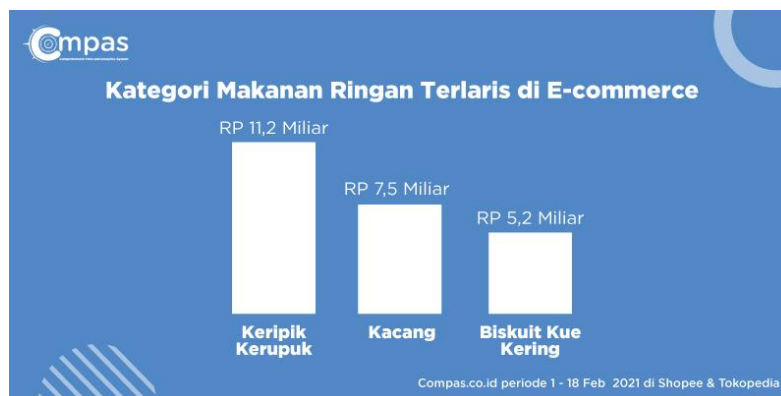 Compas
Kategori Makanan Ringan Terlaris di E-commerce
RP 11,2 Miliar
RP 7,5 Miliar
RP 5,2 Miliar
Keripik
Kerupuk
Kacang
Biskuit Kue
Kering
Compas.co.id periode 1 - 18 Feb 2021 di Shopee & Tokopedia